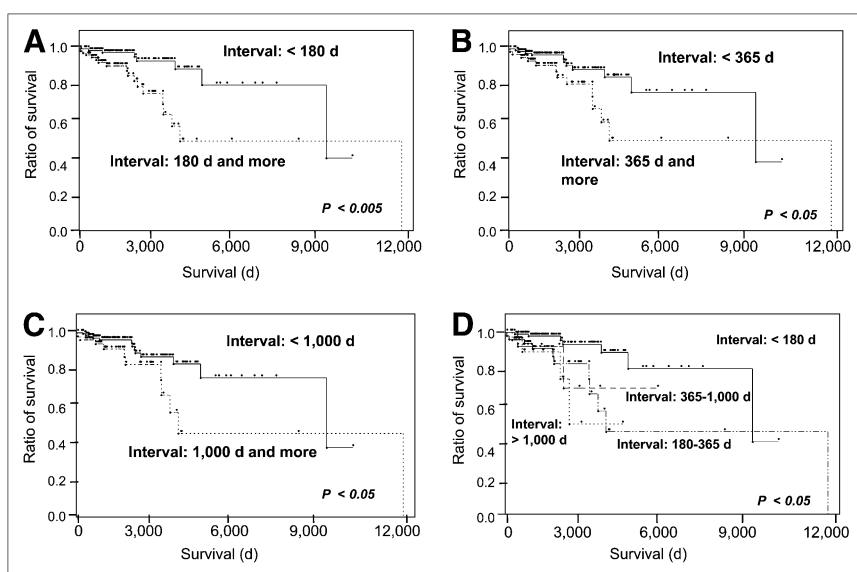 A
Interval: < 180 d
1.0
0.8
0.6
0.4
0.2
0.0
Ratio of survival
Interval: 180 d and more
P < 0.005
0 3,000 6,000 9,000 12,000
Survival (d)
B
Interval: < 365 d
1.0
0.8
0.6
0.4
0.2
0.0
Ratio of survival
Interval: 365 d and
more
P < 0.05
0 3,000 6,000 9,000 12,000
Survival (d)
C
Interval: < 1,000 d
1.0
0.8
0.6
0.4
0.2
0.0
Ratio of survival
Interval: 1,000 d and more
P < 0.05
0 3,000 6,000 9,000 12,000
Survival (d)
D
Interval: < 180 d
1.0
0.8
0.6
0.4
0.2
0.0
Ratio of survival
Interval: 365-1,000 d
Interval:
> 1,000 d
Interval: 180-365 d
P < 0.05
0 3,000 6,000 9,000 12,000
Survival (d)